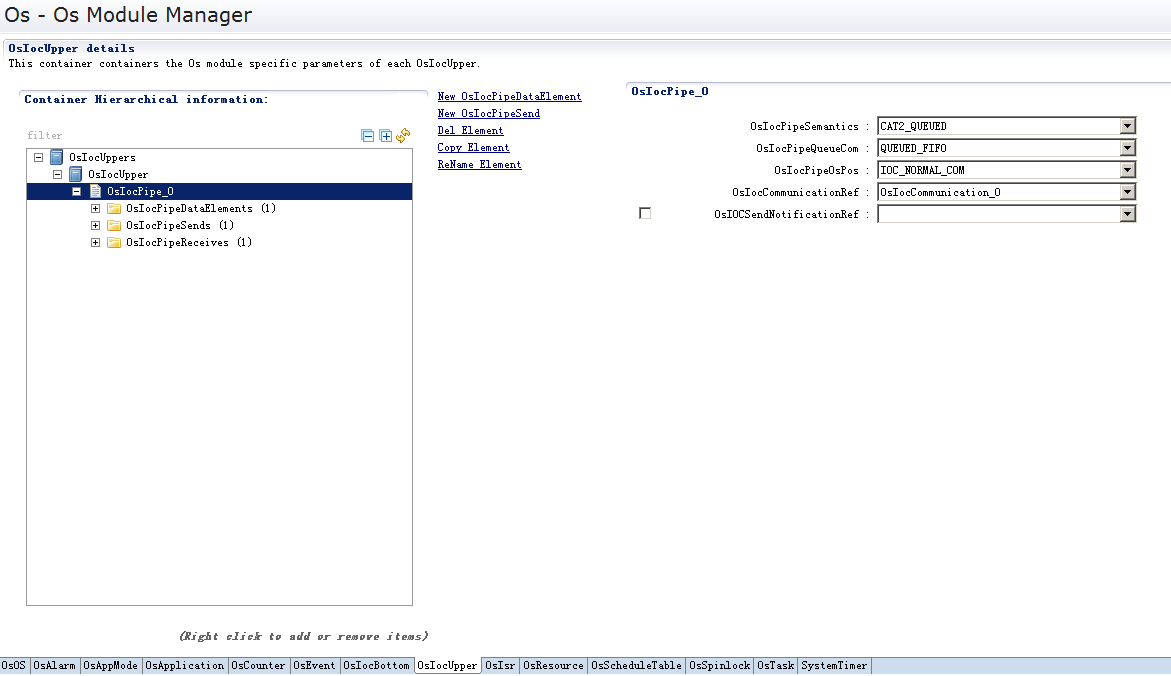 Os - Os Module Manager
OsIocUpper details
This container containers the Os module specific parameters of each OsIocUpper.
Container Hierarchical information:
filter
OsIocUppers
OsIocUpper
OsIocPipe_0
OsIocPipeDataElements (1)
OsIocPipeSends (1)
OsIocPipeReceives (1)
(Right click to add or remove items)
New OsIocPipeDataElement
New OsIocPipeSend
Del Element
Copy Element
ReName Element
OsIocPipe_0
OsIocPipeSemantics : CAT2_QUEUED
OsIocPipeQueueCom : QUEUED_FIFO
OsIocPipeOsPos : IOC_NORMAL_COM
OsIocCommunicationRef : OsIocCommunication_0
OsIOCSendNotificationRef :
OsOS OsAlarm OsAppMode OsApplication OsCounter OsEvent OsIocBottom OsIocUpper OsIsr OsResource OsScheduleTable OsSpinlock OsTask SystemTimer